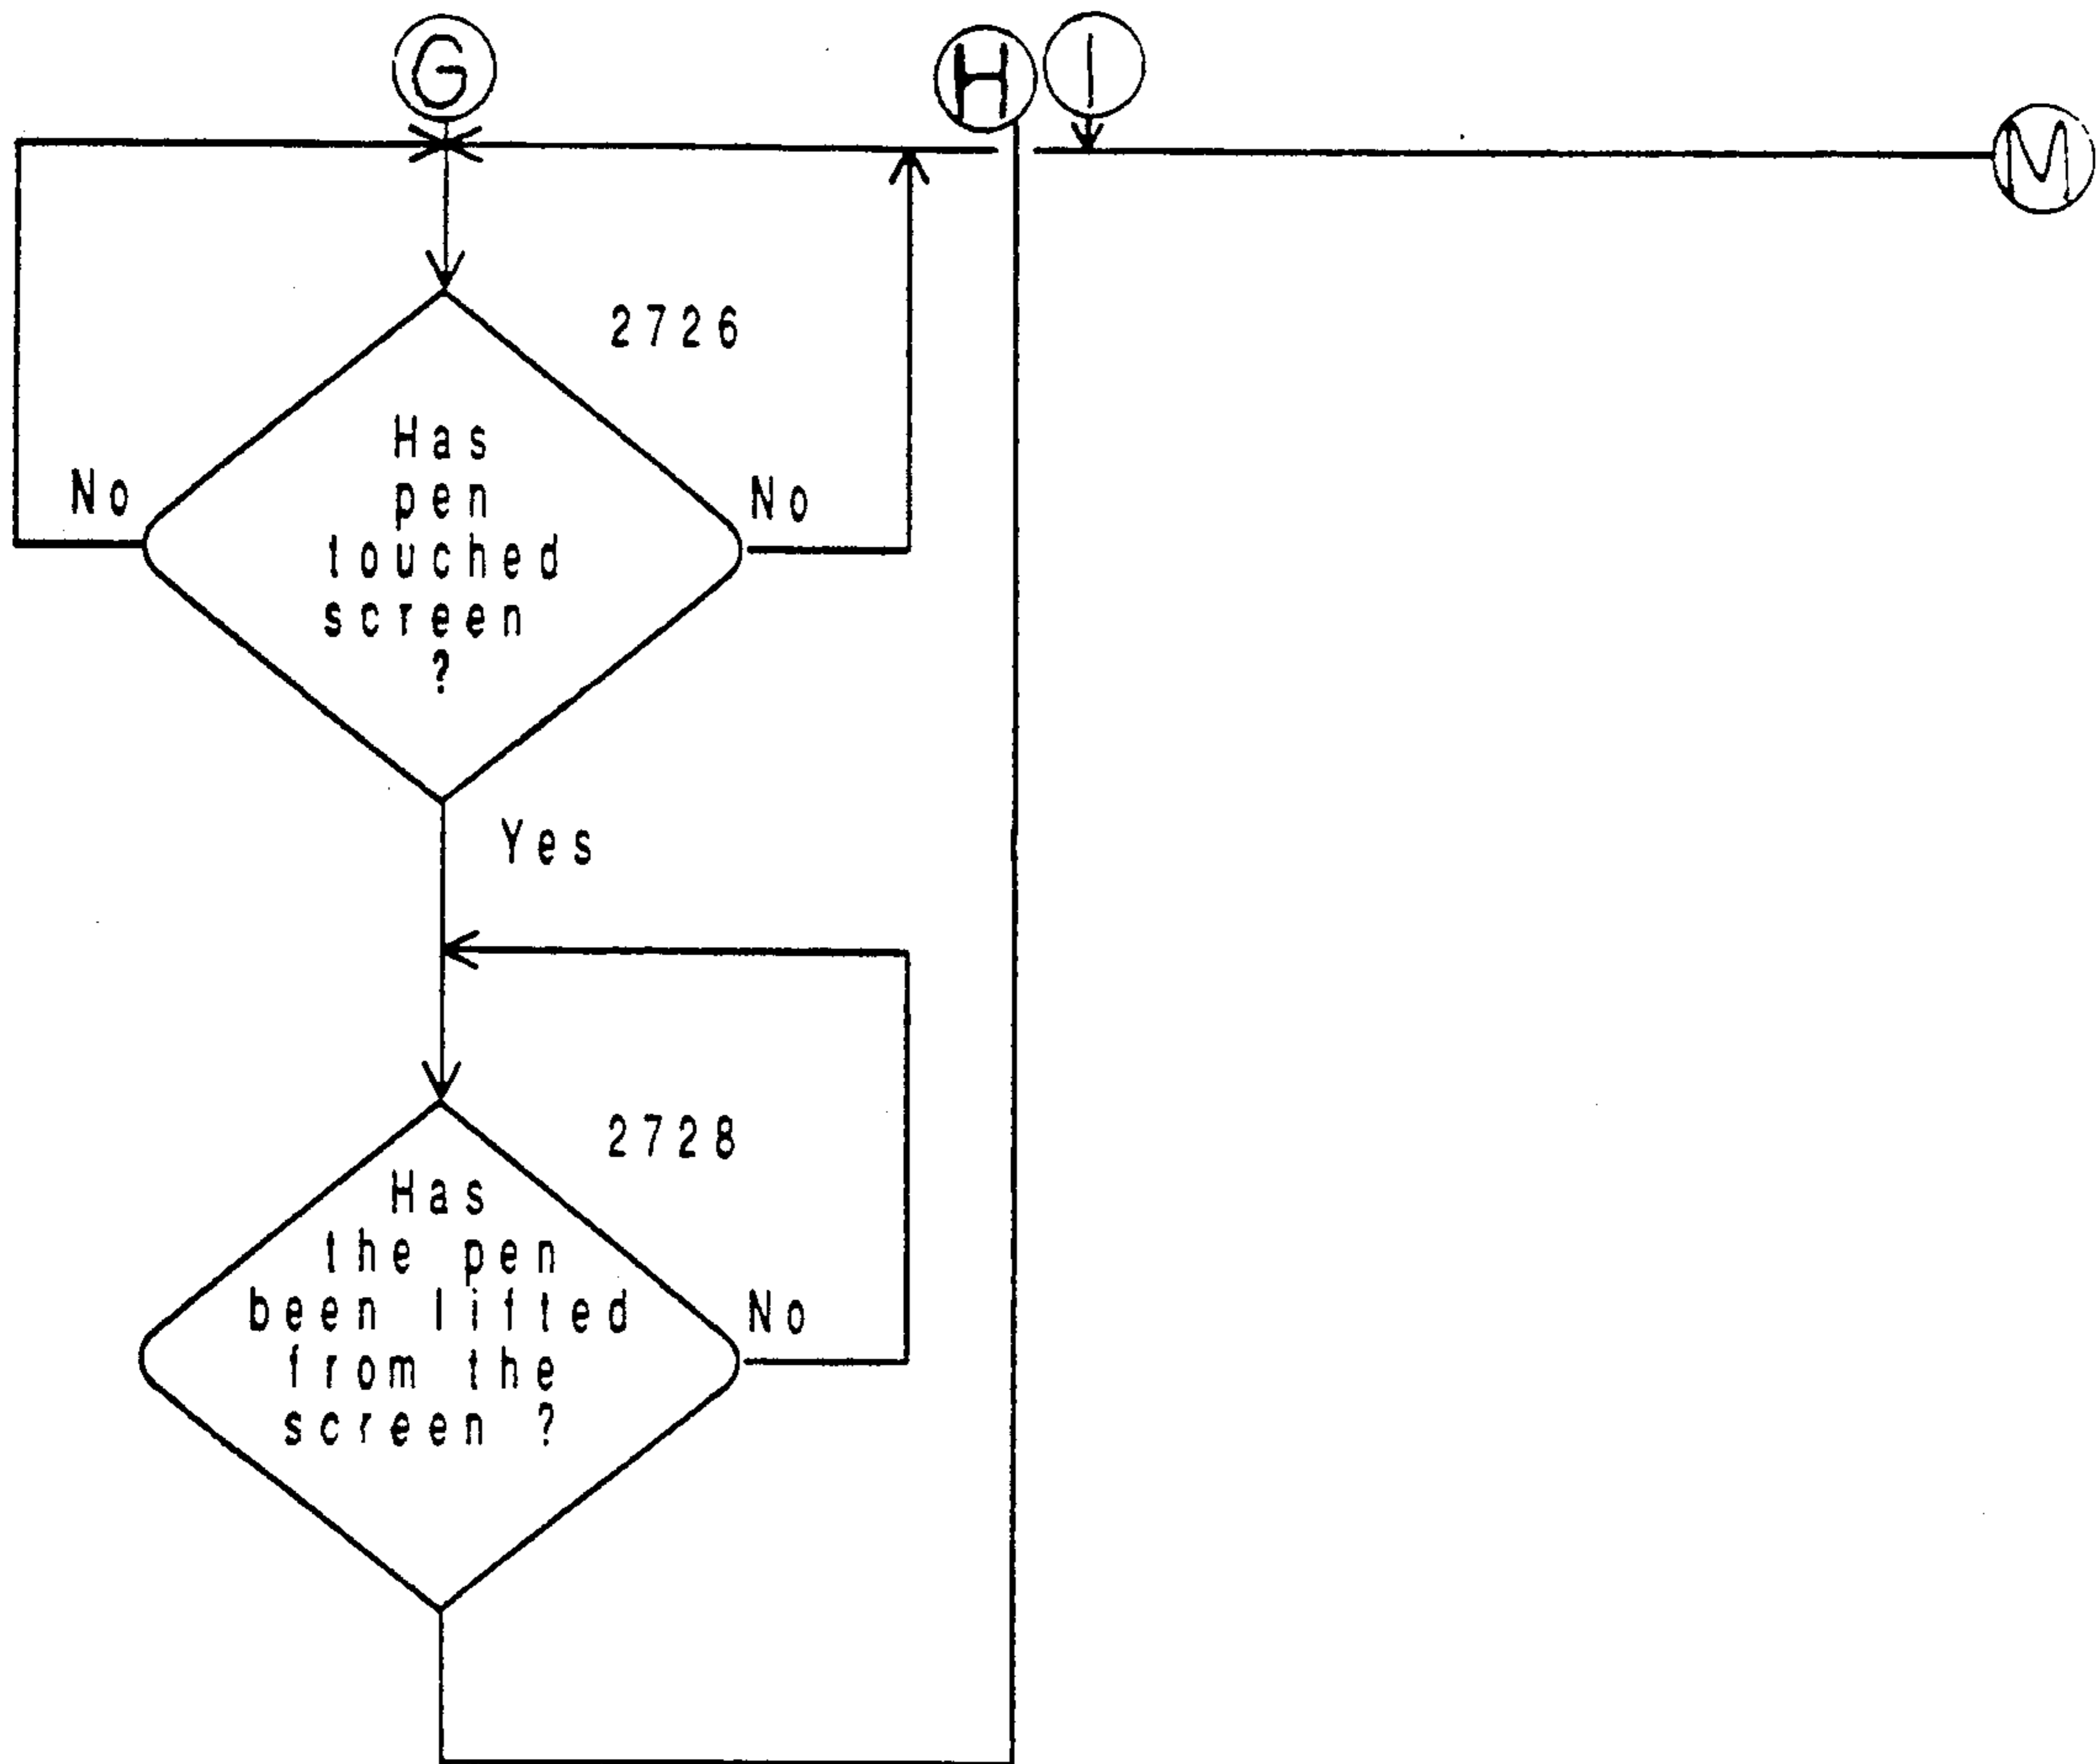 G
H
I
M
2726
Has
pen
touched
screen
?
No
No
Yes
2728
Has
the pen
been lifted
from the
screen ?
No